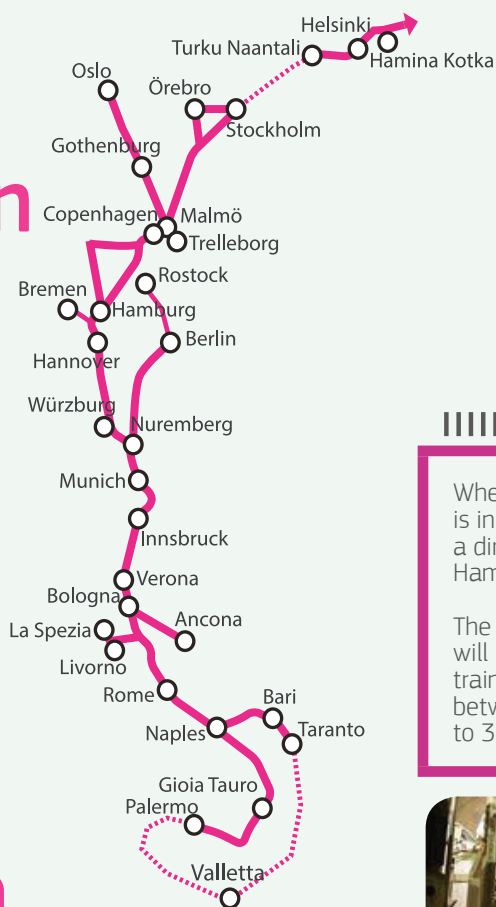 Helsinki
Turku Naantali
Hamina Kotka
Oslo
Örebro
Stockholm
Gothenburg
Copenhagen
Malmö
Trelleborg
Rostock
Bremen
Hamburg
Hannover
Berlin
Würzburg
Nuremberg
Munich
Innsbruck
Verona
Bologna
Ancona
La Spezia
Livorno
Rome
Bari
Naples
Taranto
Gioia Tauro
Palermo
Valletta
Whe
is in
a dir
Ham
The
will
train
betw
to 3